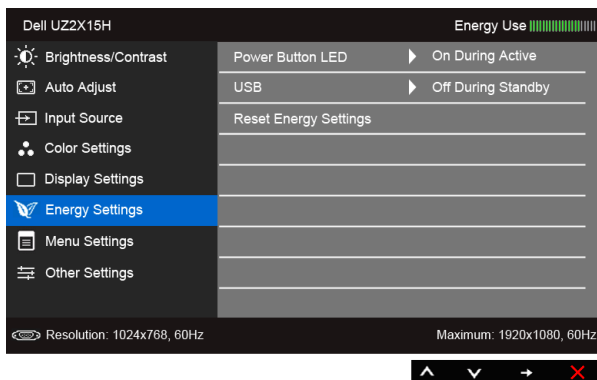 Dell UZ2X15H Energy Use
Brightness/Contrast Power Button LED On During Active
Auto Adjust USB Off During Standby
Input Source Reset Energy Settings
Color Settings
Display Settings
Energy Settings
Menu Settings
Other Settings
Resolution: 1024x768, 60Hz Maximum: 1920x1080, 60Hz